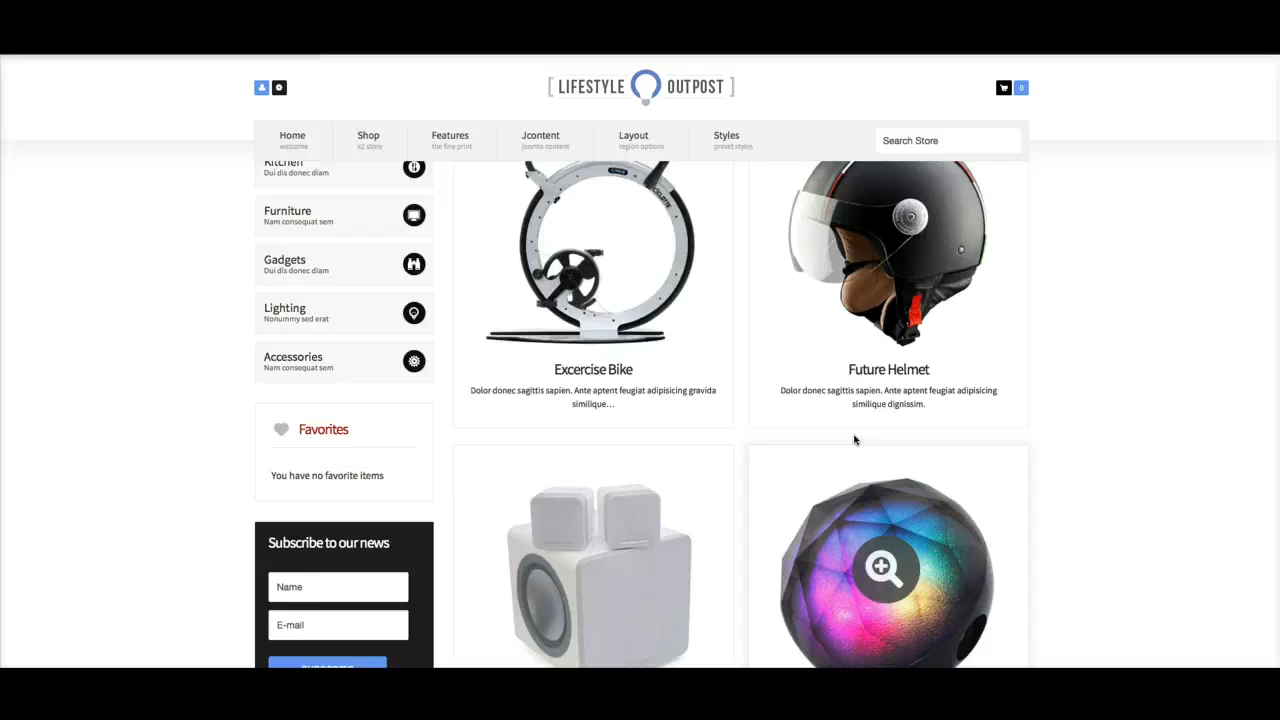 [ LIFESTYLE OUTPOST ]
0
Home
welcome
Shop
k2 store
Features
the fine print
Jcontent
joomla content
Layout
region options
Styles
preset styles
Search Store
Kitchen
Dui dis donec diam
Furniture
Nam consequat sem
Gadgets
Dui dis donec diam
Lighting
Nonummy sed erat
Accessories
Nam consequat sem
Favorites
You have no favorite items
Subscribe to our news
Name
E-mail
SUBSCRIBE
Excercise Bike
Dolor donec sagittis sapien. Ante aptent feugiat adipisicing gravida
similique...
Future Helmet
Dolor donec sagittis sapien. Ante aptent feugiat adipisicing
similique dignissim.